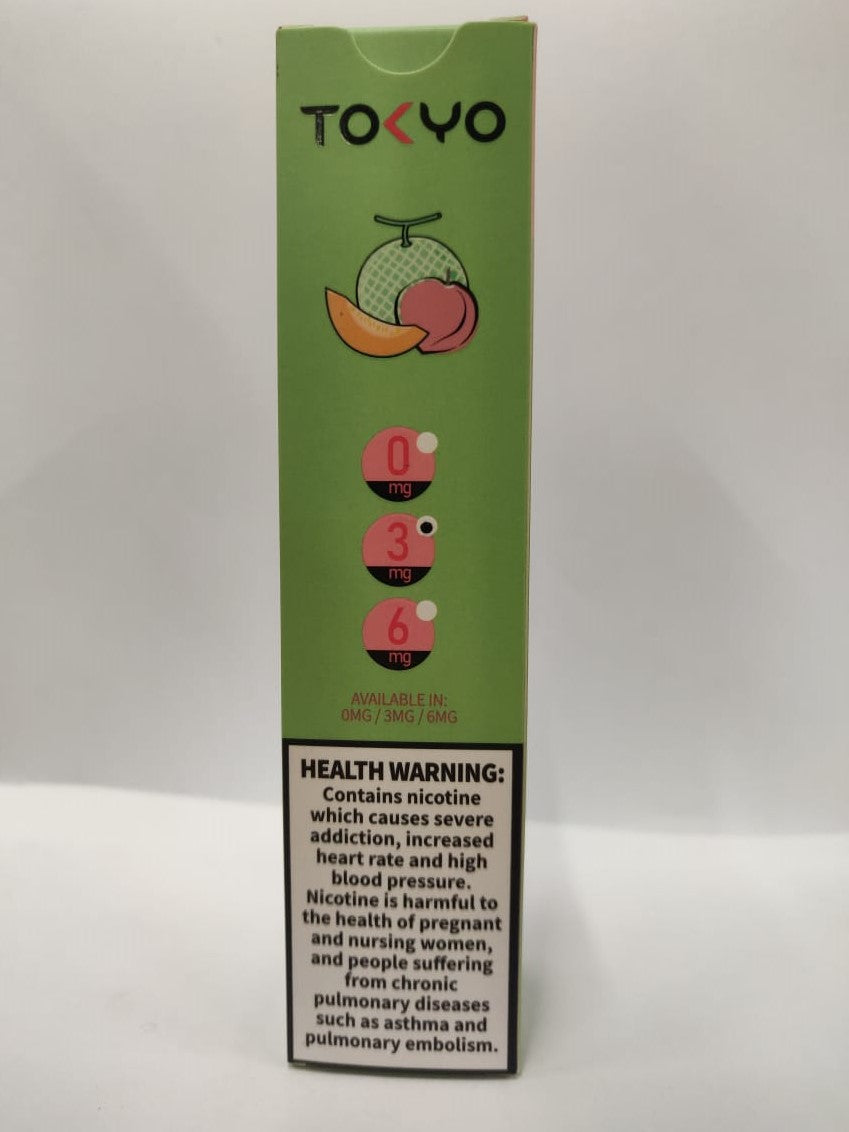 TOKYO
0
mg
3
mg
6
mg
AVAILABLE IN:
0MG / 3MG / 6MG
HEALTH WARNING:
Contains nicotine
which causes severe
addiction, increased
heart rate and high
blood pressure.
Nicotine is harmful to
the health of pregnant
and nursing women,
and people suffering
from chronic
pulmonary diseases
such as asthma and
pulmonary embolism.